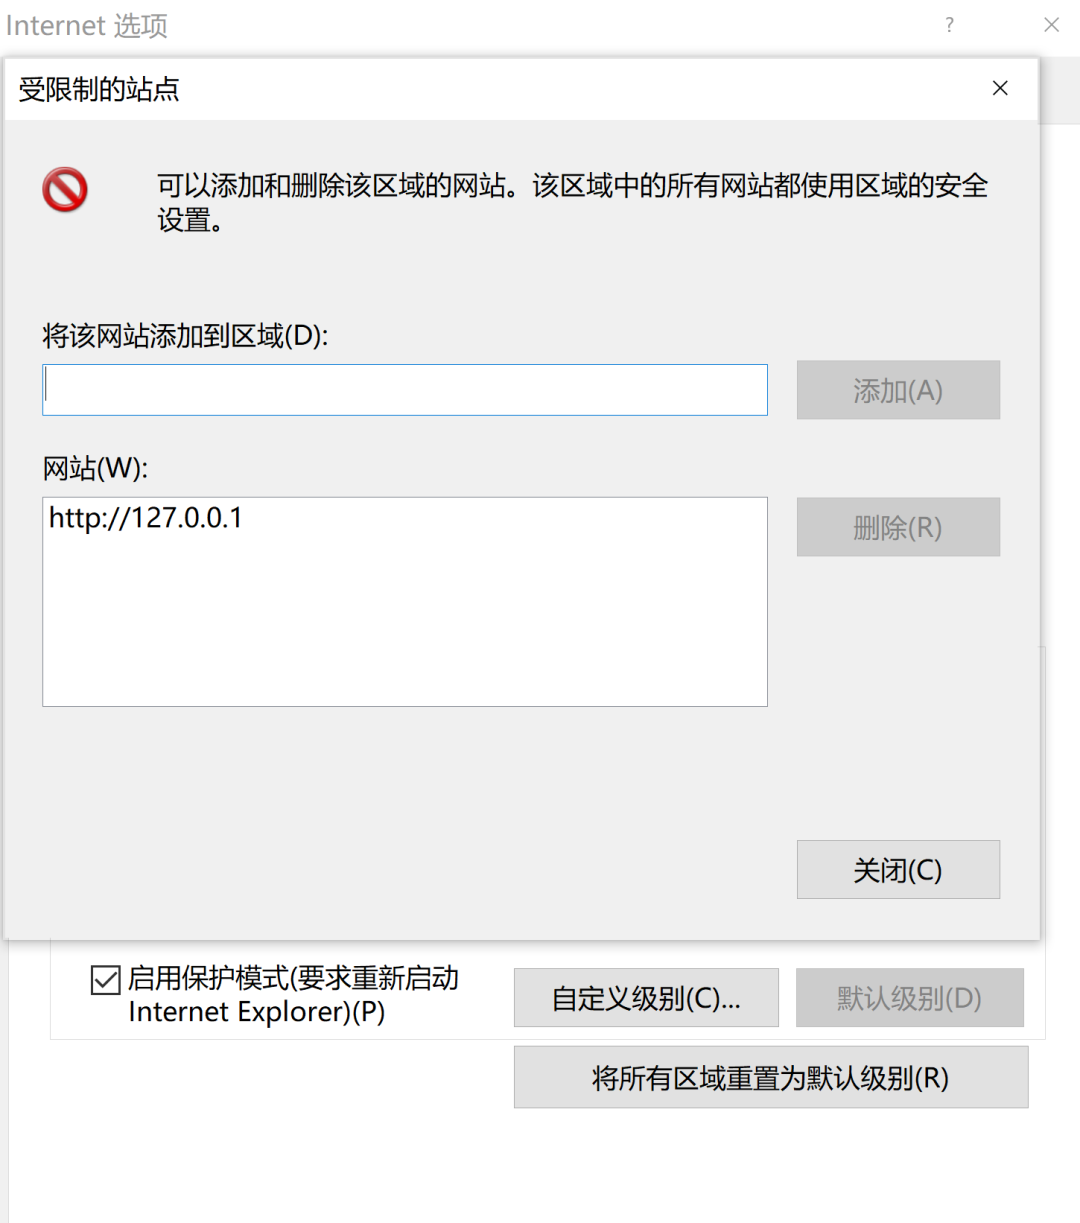 Internet 选项
?
受限制的站点
可以添加和删除该区域的网站。该区域中的所有网站都使用区域的安全
设置。
将该网站添加到区域(D):
添加(A)
网站(W):
http://127.0.0.1
删除(R)
关闭(C)
启用保护模式(要求重新启动
Internet Explorer)(P)
自定义级别(C)...
默认级别(D)
将所有区域重置为默认级别(R)